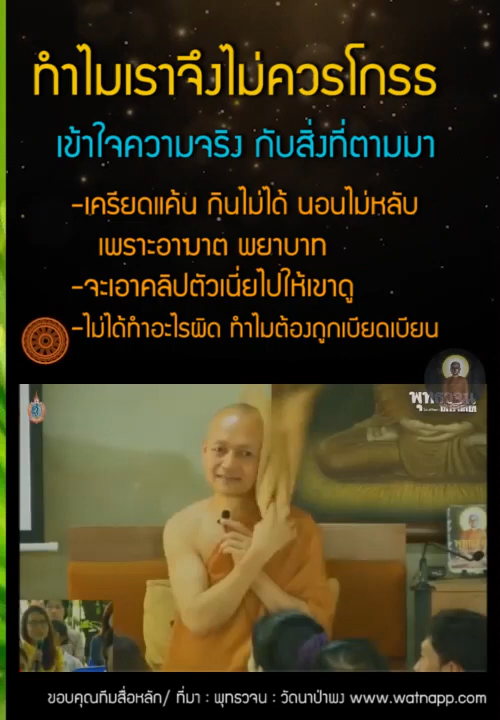 ทำไมเราจึงไม่ควรโกรธ
เข้าใจความจริง กับสิ่งที่ตามมา
-เครียดแค้น กินไม่ได้ นอนไม่หลับ
เพราะอาฆาต พยาบาท
-จะเอาคลิปตัวเนี่ยไปให้เขาดู
-ไม่ได้ทำอะไรผิด ทำไมต้องถูกเบียดเบียน
พุทธวจน
ขอบคุณทีมสื่อหลัก/ ที่มา : พุทธวจน : วัดนาป่าพง www.watnapp.com